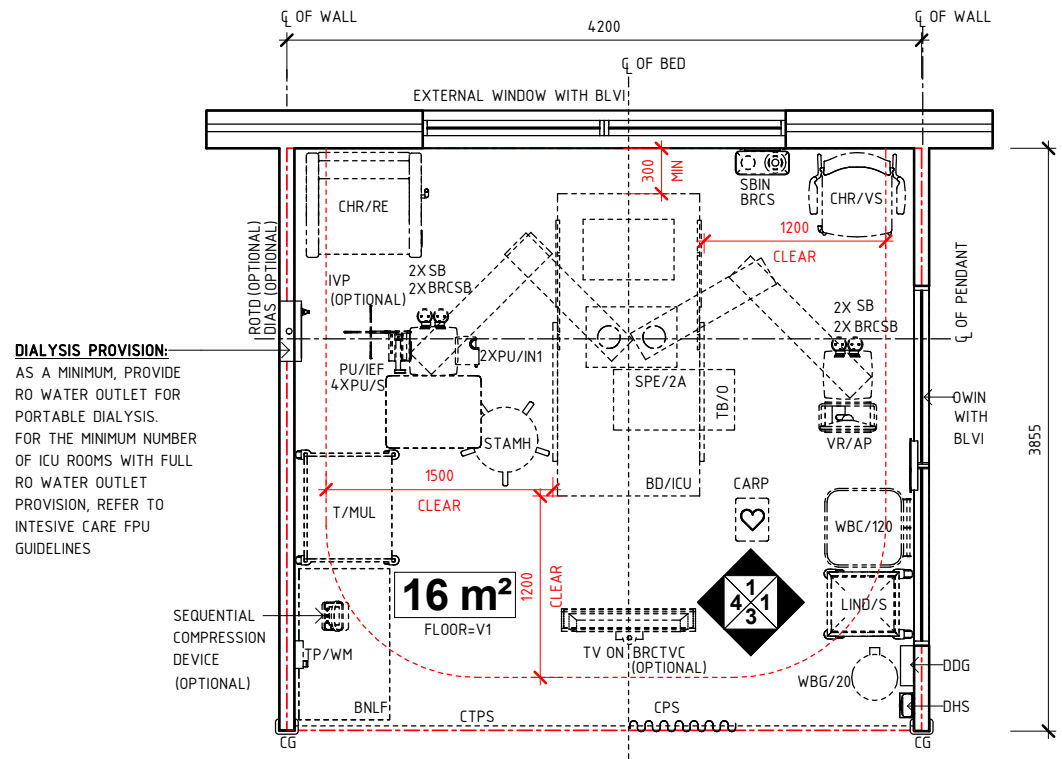 ℄ OF WALL
℄ OF WALL
4200
℄ OF BED
EXTERNAL WINDOW WITH BLVI
300
MIN
SBIN
BRCS
CHR/RE
CHR/VS
1200
CLEAR
ROTD (OPTIONAL)
DIAS (OPTIONAL)
IVP
(OPTIONAL)
2X SB
2X BRCSB
2X SB
2X BRCSB
℄ OF PENDANT
DIALYSIS PROVISION:
AS A MINIMUM, PROVIDE
RO WATER OUTLET FOR
PORTABLE DIALYSIS.
FOR THE MINIMUM NUMBER
OF ICU ROOMS WITH FULL
RO WATER OUTLET
PROVISION, REFER TO
INTESIVE CARE FPU
GUIDELINES
PU/IEF
4XPU/S
2XPU/IN1
SPE/2A
TB/O
OWIN
WITH
BLVI
3855
STAMH
VR/AP
1500
CLEAR
BD/ICU
CARP
T/MUL
WBC/120
16 m²
FLOOR=V1
1200
CLEAR
1
4 1
3
LIND/S
SEQUENTIAL
COMPRESSION
DEVICE
(OPTIONAL)
TP/WM
TV ON BRCTVC
(OPTIONAL)
WBG/20
DDG
BNLF
CTPS
CPS
DHS
CG
CG